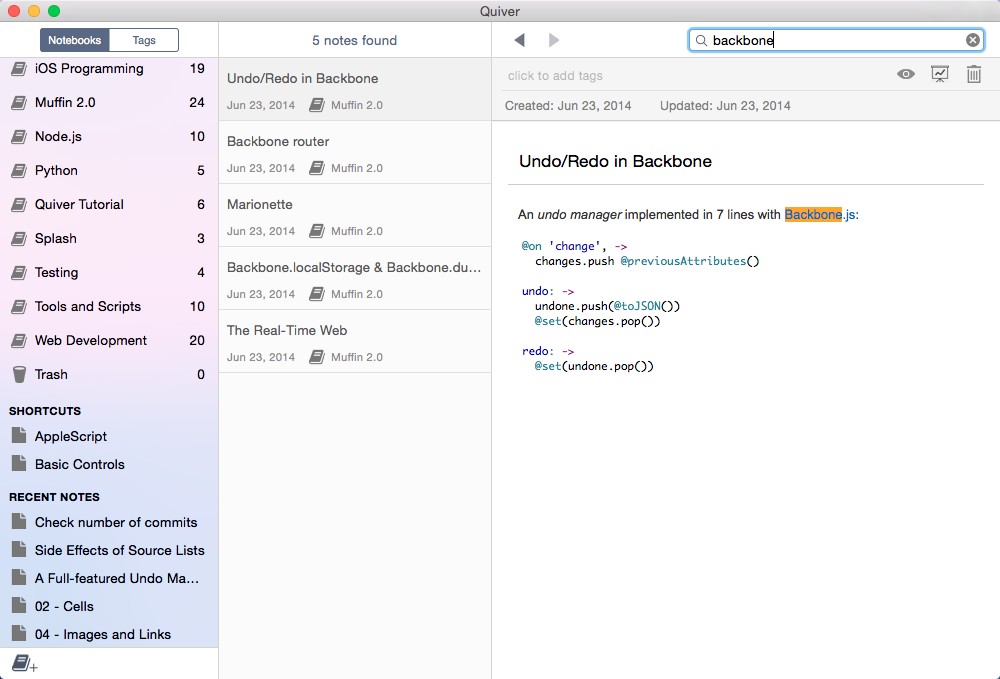 Quiver
Notebooks Tags
iOS Programming 19
Muffin 2.0 24
Node.js 10
Python 5
Quiver Tutorial 6
Splash 3
Testing 4
Tools and Scripts 10
Web Development 20
Trash 0
SHORTCUTS
AppleScript
Basic Controls
RECENT NOTES
Check number of commits
Side Effects of Source Lists
A Full-featured Undo Ma…
02 - Cells
04 - Images and Links
5 notes found
Undo/Redo in Backbone
Jun 23, 2014 Muffin 2.0
Backbone router
Jun 23, 2014 Muffin 2.0
Marionette
Jun 23, 2014 Muffin 2.0
Backbone.localStorage & Backbone.du…
Jun 23, 2014 Muffin 2.0
The Real-Time Web
Jun 23, 2014 Muffin 2.0
backbone
click to add tags
Created: Jun 23, 2014 Updated: Jun 23, 2014
Undo/Redo in Backbone
An undo manager implemented in 7 lines with Backbone.js:
@on 'change', ->
changes.push @previousAttributes()
undo: ->
undone.push(@toJSON())
@set(changes.pop())
redo: ->
@set(undone.pop())